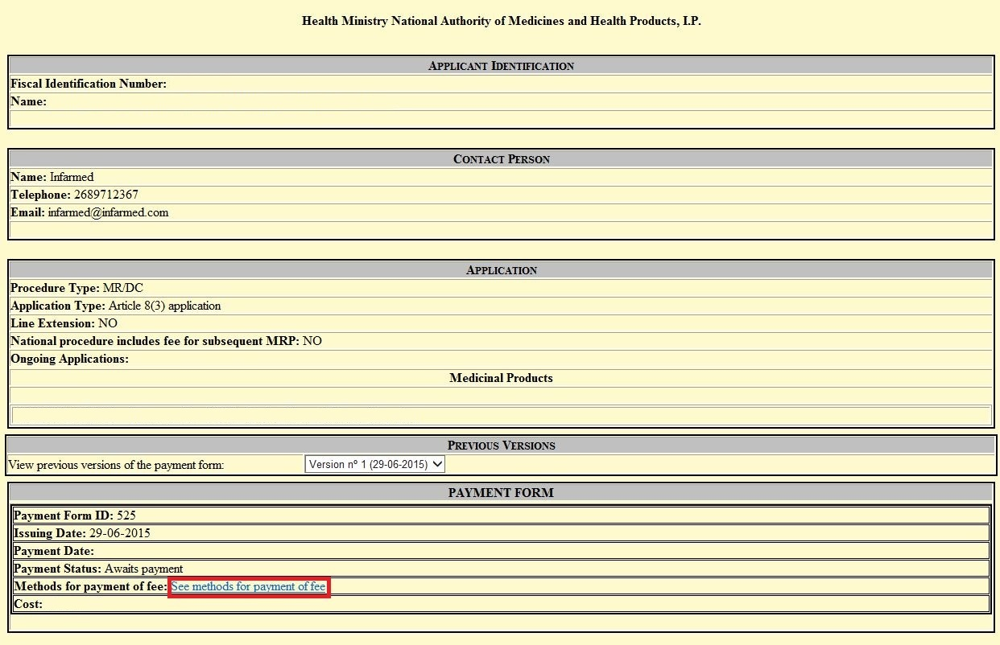 Health Ministry National Authority of Medicines and Health Products, I.P.
APPLICANT IDENTIFICATION
Fiscal Identification Number:
Name:
CONTACT PERSON
Name: Infarmed
Telephone: 2689712367
Email: infarmed@infarmed.com
APPLICATION
Procedure Type: MR/DC
Application Type: Article 8(3) application
Line Extension: NO
National procedure includes fee for subsequent MRP: NO
Ongoing Applications:
Medicinal Products
PREVIOUS VERSIONS
View previous versions of the payment form: Version nº 1 (29-06-2015)
PAYMENT FORM
Payment Form ID: 525
Issuing Date: 29-06-2015
Payment Date:
Payment Status: Awaits payment
Methods for payment of fee: See methods for payment of fee
Cost: